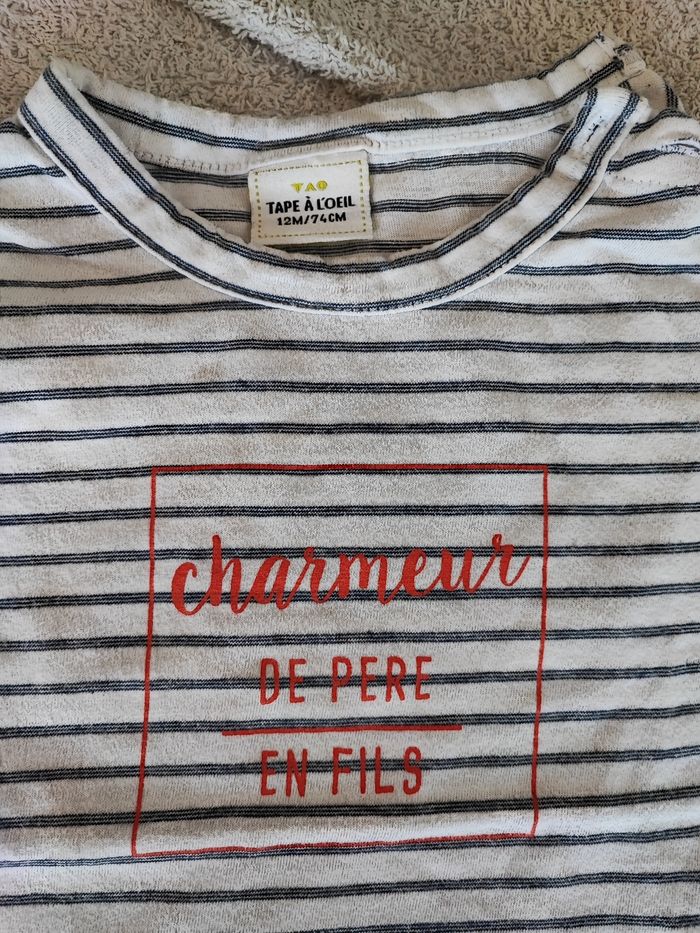 TAO
TAPE À L'OEIL
12M/74CM
charmeur
DE PERE
EN FILS